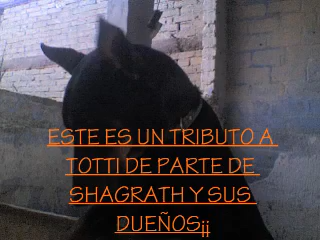 ESTE ES UN TRIBUTO A
TOTTI DE PARTE DE
SHAGRATH Y SUS
DUEÑOS¡¡